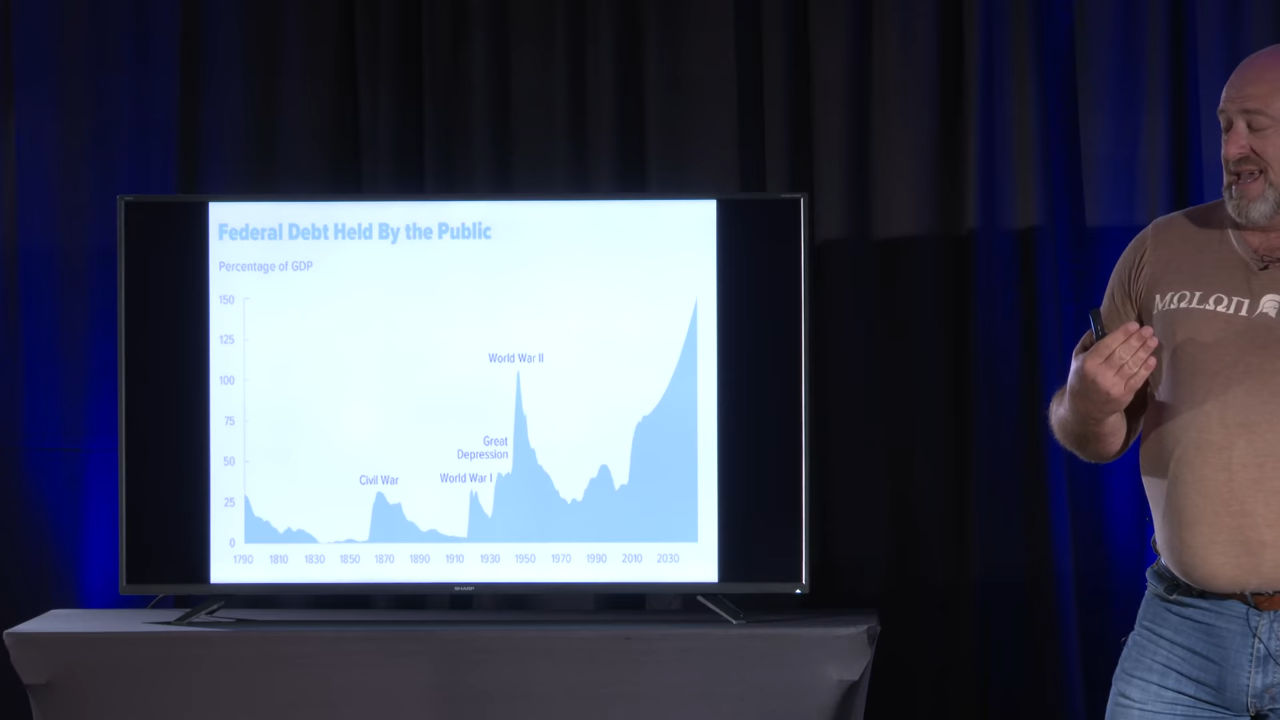 Federal Debt Held By the Public
Percentage of GDP
150
125
100
75
50
25
0
World War II
Great
Depression
World War I
Civil War
1790 1810 1830 1850 1870 1890 1910 1930 1950 1970 1990 2010 2030
SHARP
ΜΩLΩΠ